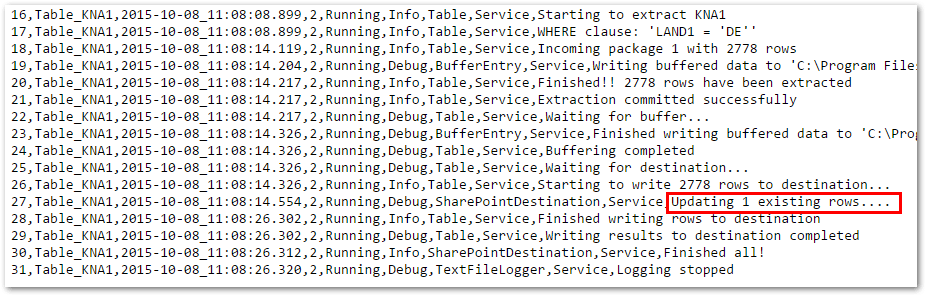 16,Table_KNA1,2015-10-08_11:08:08.899,2,Running,Info,Table,Service,Starting to extract KNA1
17,Table_KNA1,2015-10-08_11:08:08.899,2,Running,Info,Table,Service,WHERE clause: 'LAND1 = 'DE''
18,Table_KNA1,2015-10-08_11:08:14.119,2,Running,Info,Table,Service,Incoming package 1 with 2778 rows
19,Table_KNA1,2015-10-08_11:08:14.204,2,Running,Debug,BufferEntry,Service,Writing buffered data to 'C:\Program Files
20,Table_KNA1,2015-10-08_11:08:14.217,2,Running,Info,Table,Service,Finished!! 2778 rows have been extracted
21,Table_KNA1,2015-10-08_11:08:14.217,2,Running,Info,Table,Service,Extraction committed successfully
22,Table_KNA1,2015-10-08_11:08:14.217,2,Running,Debug,Table,Service,Waiting for buffer...
23,Table_KNA1,2015-10-08_11:08:14.326,2,Running,Debug,BufferEntry,Service,Finished writing buffered data to 'C:\Prog
24,Table_KNA1,2015-10-08_11:08:14.326,2,Running,Debug,Table,Service,Buffering completed
25,Table_KNA1,2015-10-08_11:08:14.326,2,Running,Debug,Table,Service,Waiting for destination...
26,Table_KNA1,2015-10-08_11:08:14.326,2,Running,Info,Table,Service,Starting to write 2778 rows to destination...
27,Table_KNA1,2015-10-08_11:08:14.554,2,Running,Debug,SharePointDestination,Service,Updating 1 existing rows....
28,Table_KNA1,2015-10-08_11:08:26.302,2,Running,Info,Table,Service,Finished writing rows to destination
29,Table_KNA1,2015-10-08_11:08:26.302,2,Running,Debug,Table,Service,Writing results to destination completed
30,Table_KNA1,2015-10-08_11:08:26.312,2,Running,Info,SharePointDestination,Service,Finished all!
31,Table_KNA1,2015-10-08_11:08:26.320,2,Running,Debug,TextFileLogger,Service,Logging stopped